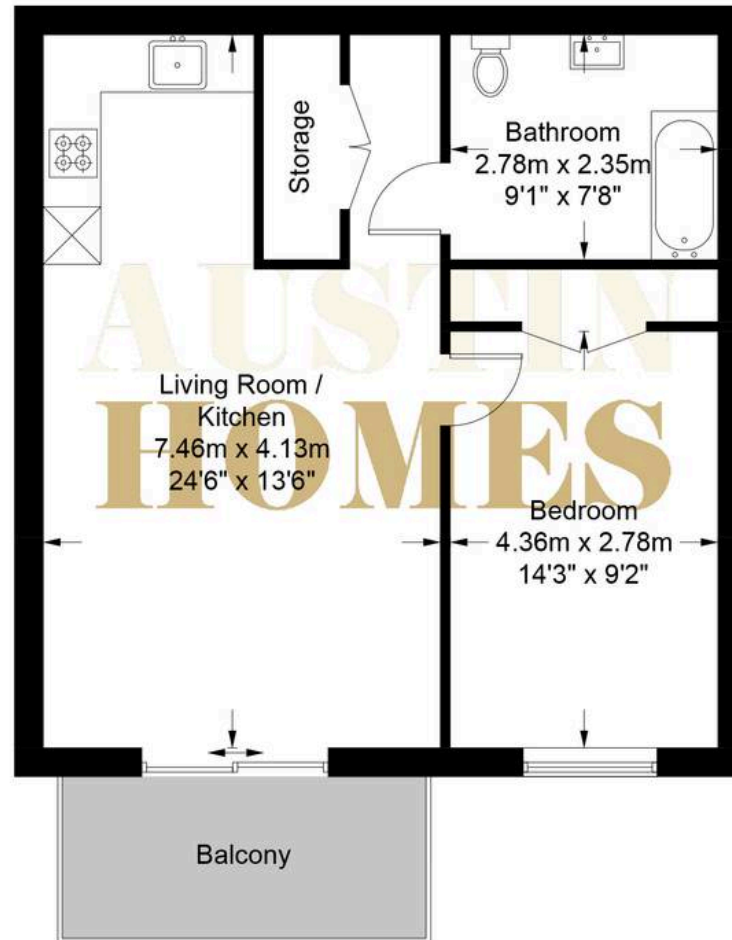 Storage
Bathroom
2.78m x 2.35m
9'1" x 7'8"
AUSTIN
HOMES
Living Room /
Kitchen
7.46m x 4.13m
24'6" x 13'6"
Bedroom
4.36m x 2.78m
14'3" x 9'2"
Balcony